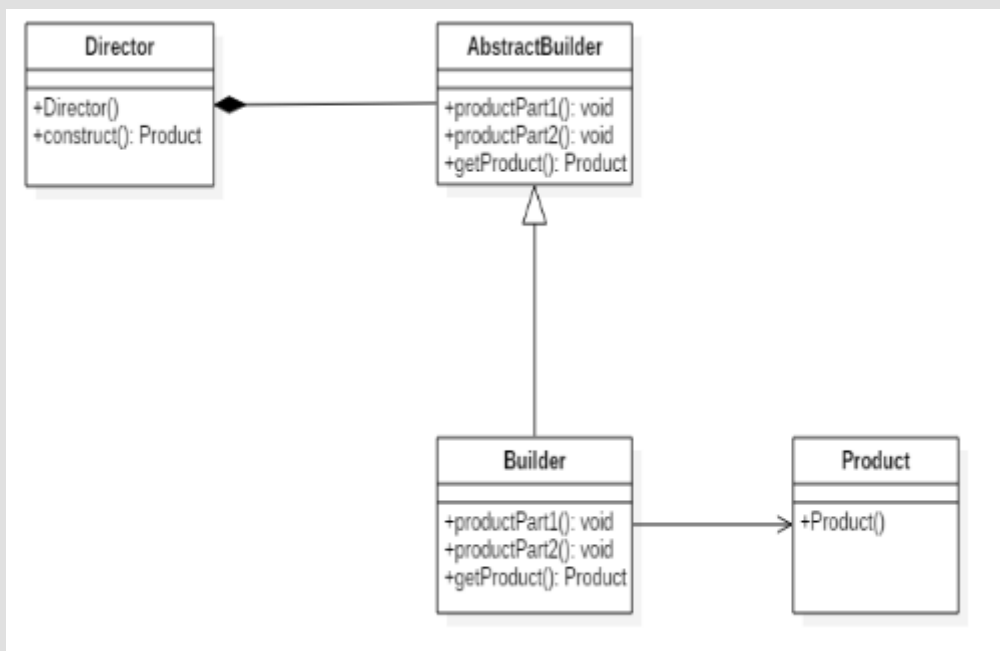 Director
+Director()
+construct(): Product
AbstractBuilder
+productPart1(): void
+productPart2(): void
+getProduct(): Product
Builder
+productPart1(): void
+productPart2(): void
+getProduct(): Product
Product
+Product()